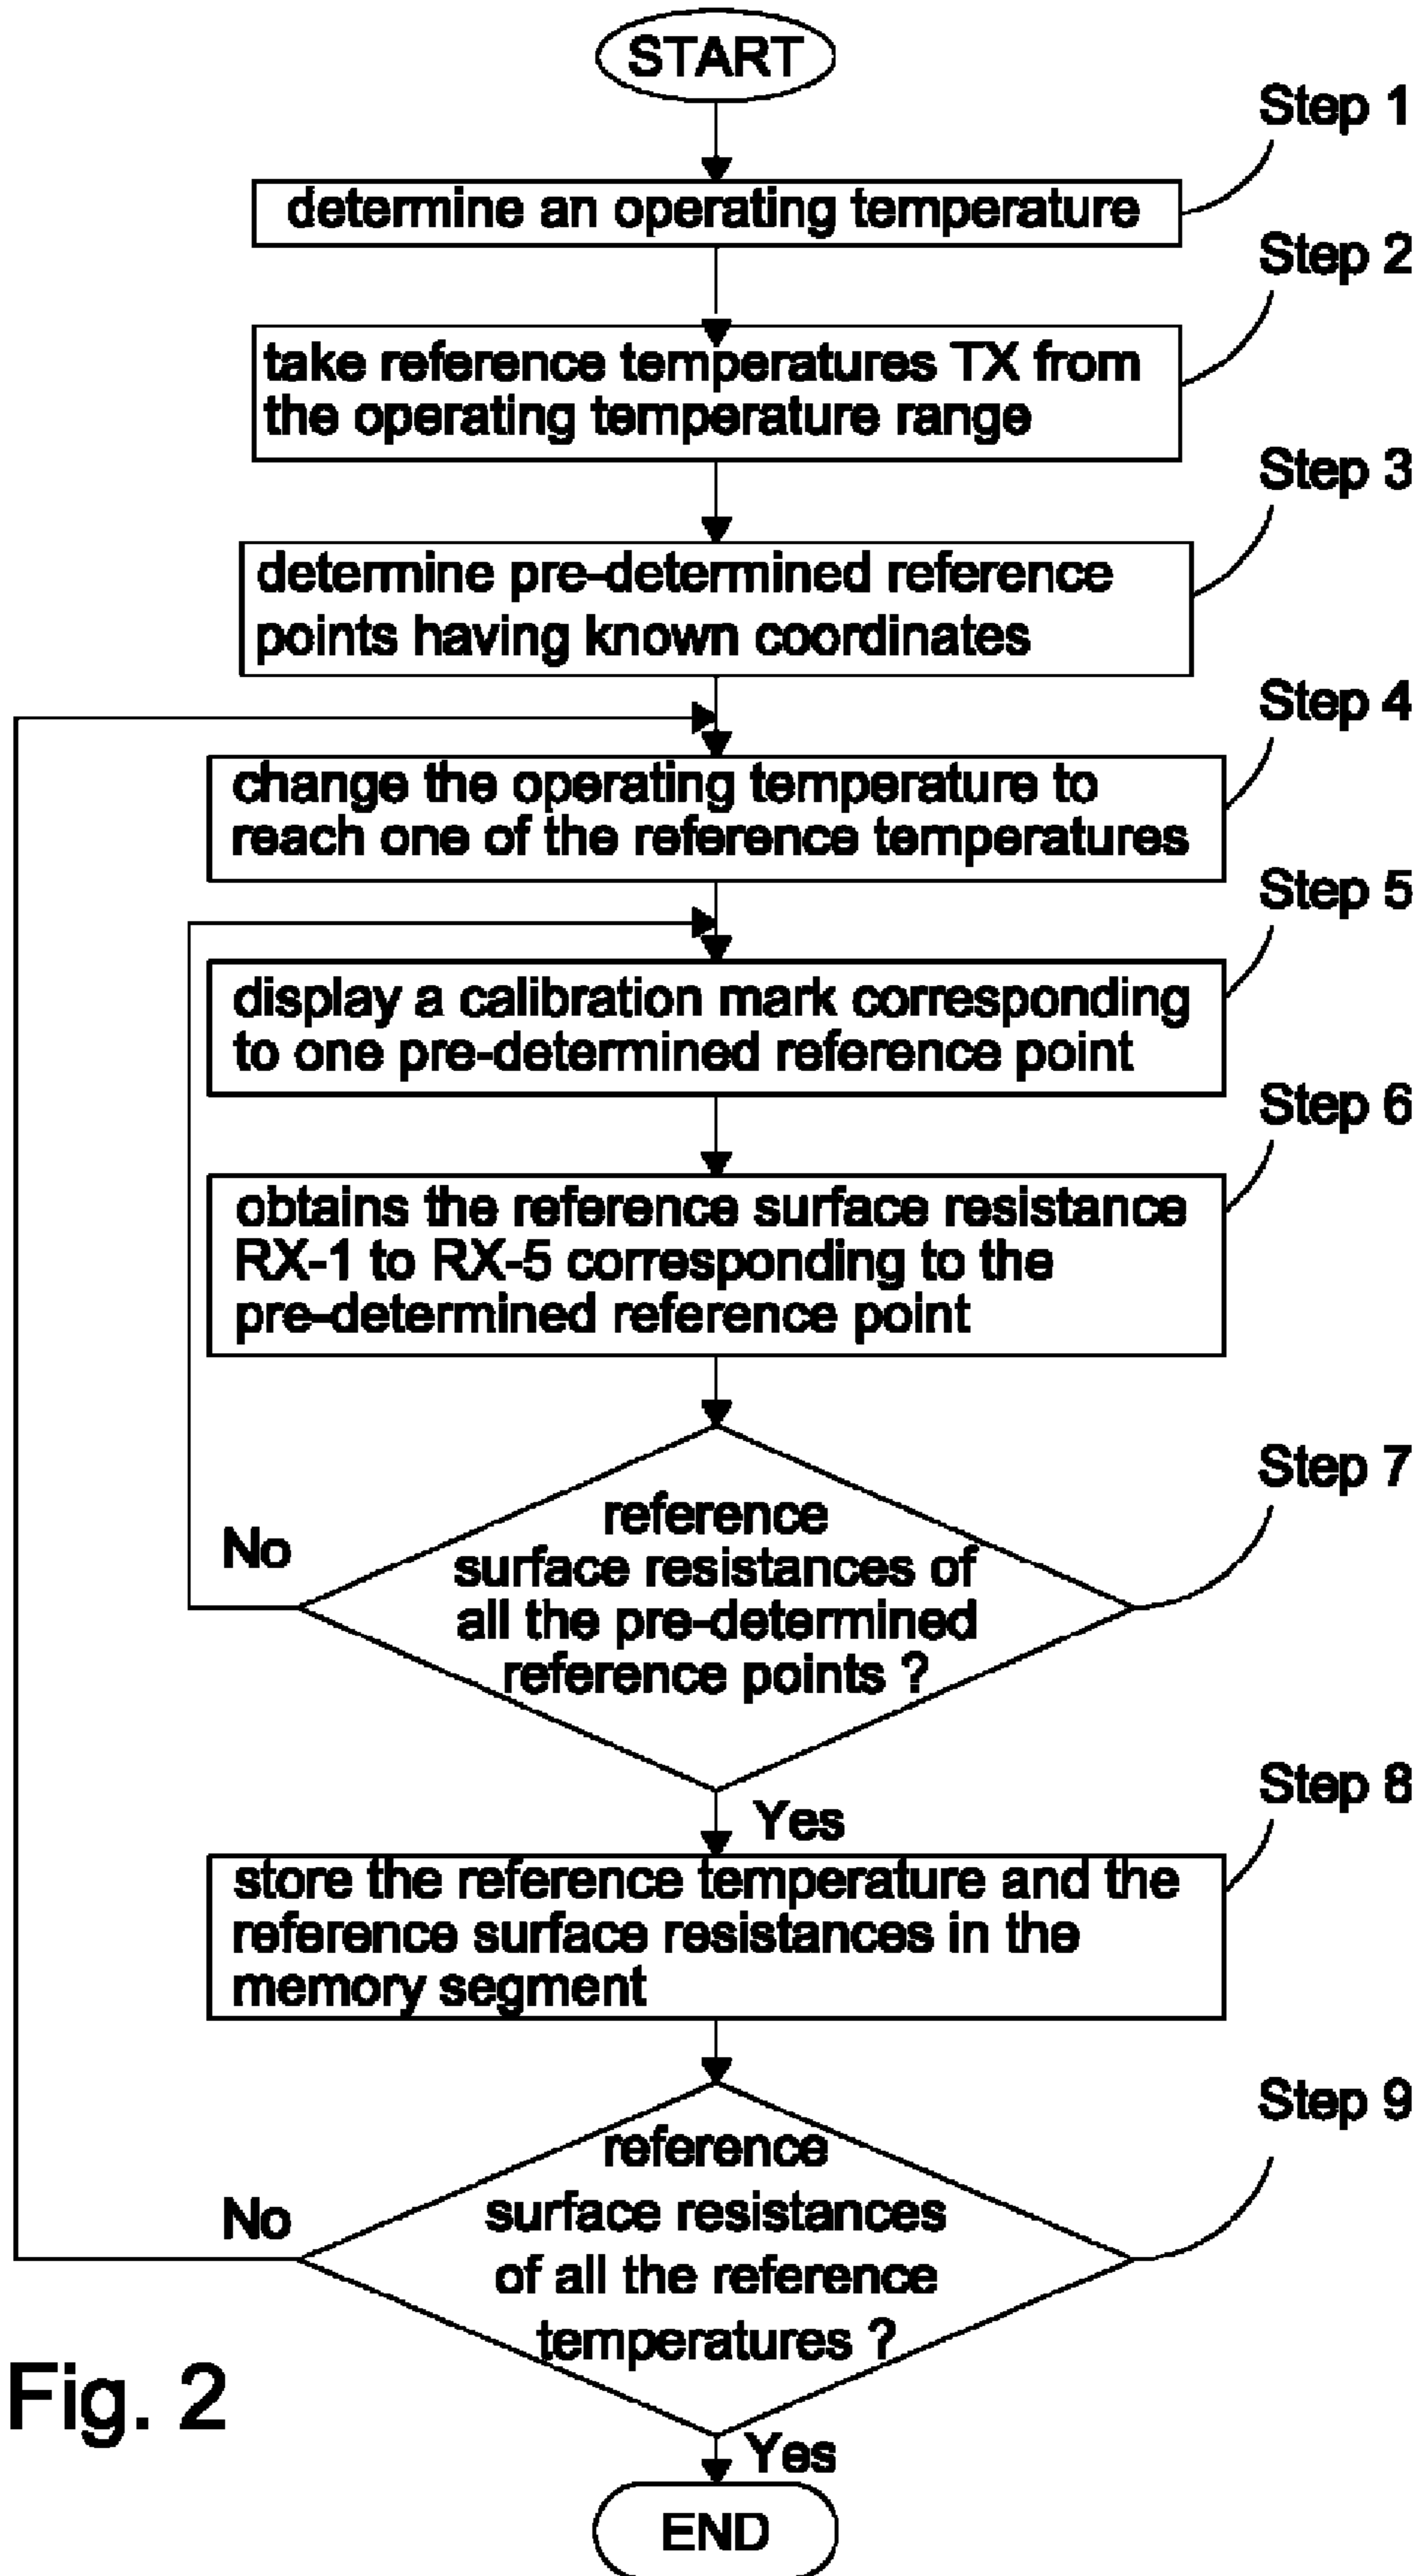 START
Step 1
determine an operating temperature
Step 2
take reference temperatures TX from
the operating temperature range
Step 3
determine pre-determined reference
points having known coordinates
Step 4
change the operating temperature to
reach one of the reference temperatures
Step 5
display a calibration mark corresponding
to one pre-determined reference point
Step 6
obtains the reference surface resistance
RX-1 to RX-5 corresponding to the
pre-determined reference point
Step 7
No
reference
surface resistances of
all the pre-determined
reference points ?
Yes
Step 8
store the reference temperature and the
reference surface resistances in the
memory segment
Step 9
No
reference
surface resistances
of all the reference
temperatures ?
Yes
END
Fig. 2